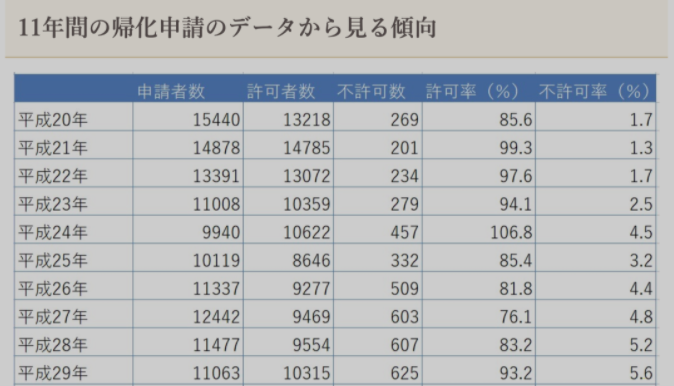 11年間の帰化申請のデータから見る傾向
申請者数 許可者数 不許可数 許可率（%） 不許可率（%）
平成20年 15440 13218 269 85.6 1.7
平成21年 14878 14785 201 99.3 1.3
平成22年 13391 13072 234 97.6 1.7
平成23年 11008 10359 279 94.1 2.5
平成24年 9940 10622 457 106.8 4.5
平成25年 10119 8646 332 85.4 3.2
平成26年 11337 9277 509 81.8 4.4
平成27年 12442 9469 603 76.1 4.8
平成28年 11477 9554 607 83.2 5.2
平成29年 11063 10315 625 93.2 5.6